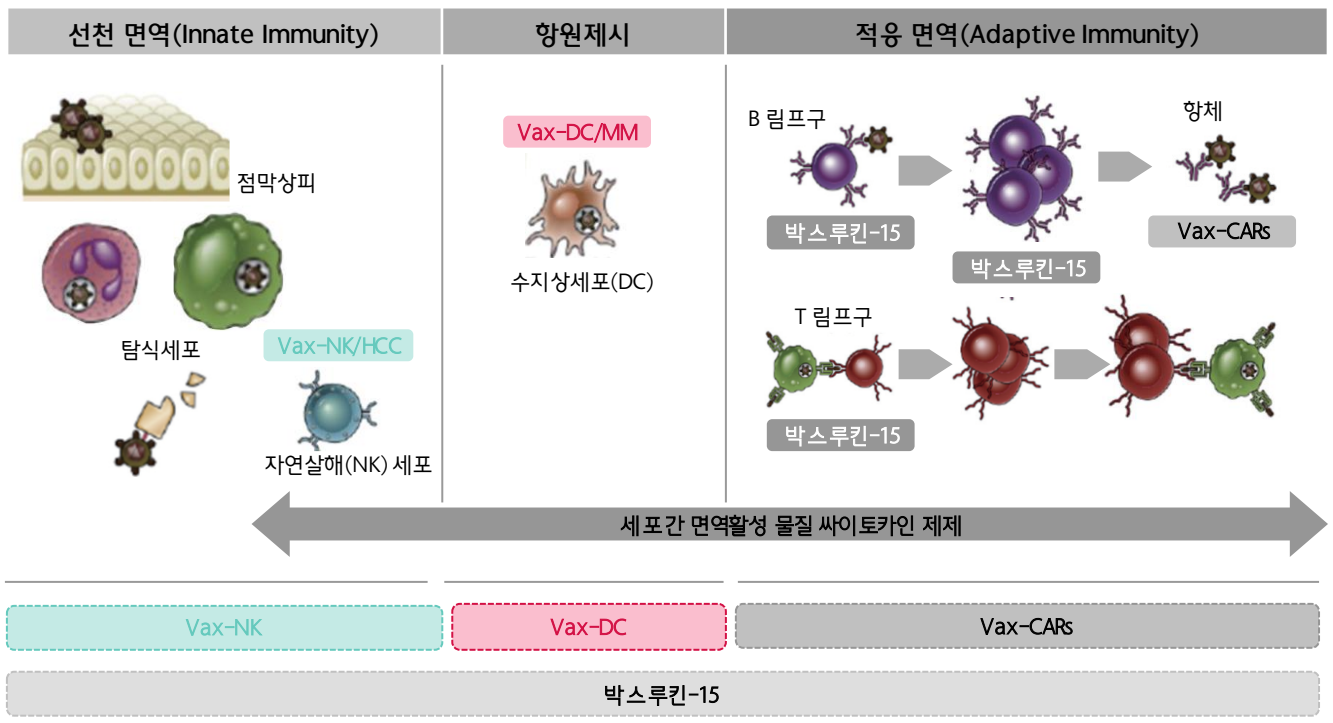 선천 면역(Innate Immunity)
항원제시
적응 면역(Adaptive Immunity)
점막상피
탐식세포
Vax-NK/HCC
자연살해(NK) 세포
Vax-DC/MM
수지상세포(DC)
B 림프구
항체
박스루킨-15
박스루킨-15
Vax-CARs
T 림프구
박스루킨-15
세포간 면역활성 물질 싸이토카인 제제
Vax-NK
Vax-DC
Vax-CARs
박스루킨-15